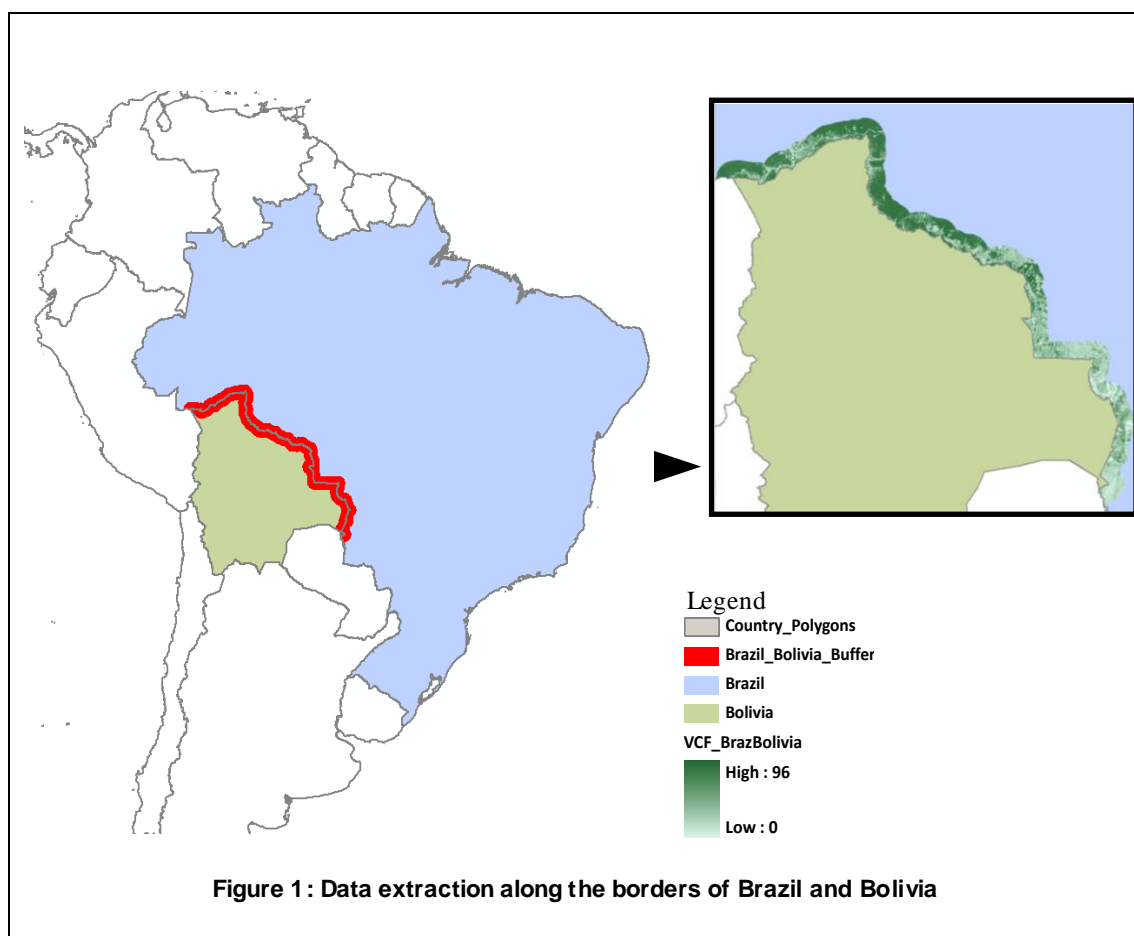 Legend
Country_Polygons
Brazil_Bolivia_Buffer
Brazil
Bolivia
VCF_BrazBolivia
High : 96
Low : 0
Figure 1: Data extraction along the borders of Brazil and Bolivia